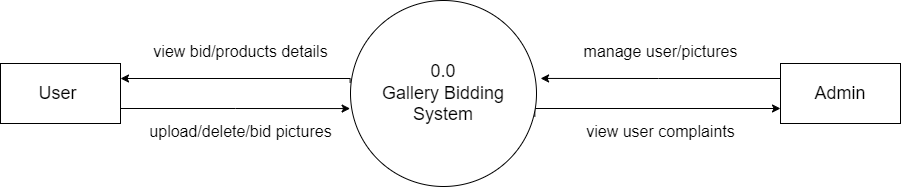 view bid/products details
manage user/pictures
0.0
Gallery Bidding
System
User
Admin
upload/delete/bid pictures
view user complaints